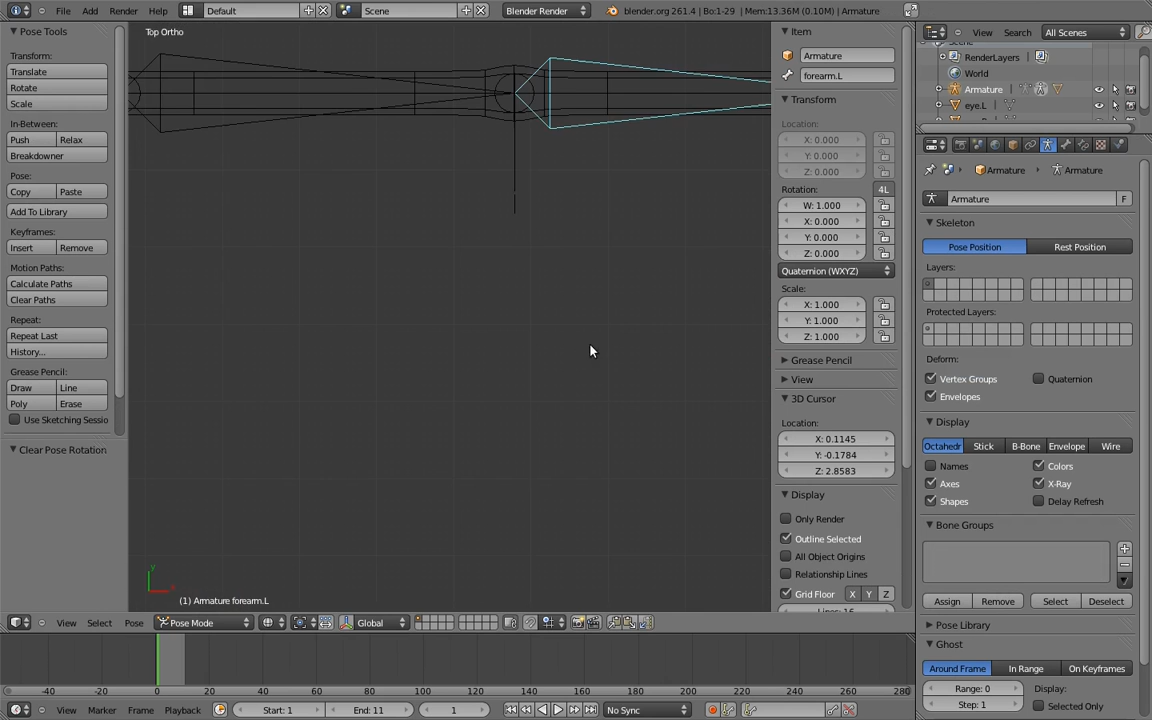 File Add Render Help Default Scene Blender Render blender.org 261.4 | Bo:1-29 | Mem:13.36M (0.10M) | Armature
Pose Tools
Transform:
Translate
Rotate
Scale
In-Between:
Push Relax
Breakdowner
Pose:
Copy Paste
Add To Library
Keyframes:
Insert Remove
Motion Paths:
Calculate Paths
Clear Paths
Repeat:
Repeat Last
History...
Grease Pencil:
Draw Line
Poly Erase
Use Sketching Sessio
Clear Pose Rotation
Top Ortho
y
x
(1) Armature forearm.L
Item
Armature
forearm.L
Transform
Location:
X: 0.000
Y: 0.000
Z: 0.000
Rotation:
4L
W: 1.000
X: 0.000
Y: 0.000
Z: 0.000
Quaternion (WXYZ)
Scale:
X: 1.000
Y: 1.000
Z: 1.000
Grease Pencil
View
3D Cursor
Location:
X: 0.1145
Y: -0.1784
Z: 2.8583
Display
Only Render
Outline Selected
All Object Origins
Relationship Lines
Grid Floor X Y Z
Lines: 16
View Search All Scenes
Scene
RenderLayers
World
Armature
eye.L
Armature Armature
Armature F
Skeleton
Pose Position Rest Position
Layers:
Protected Layers:
Deform:
Vertex Groups Quaternion
Envelopes
Display
Octahedr Stick B-Bone Envelope Wire
Names Colors
Axes X-Ray
Shapes Delay Refresh
Bone Groups
Assign Remove Select Deselect
Pose Library
Ghost
Around Frame In Range On Keyframes
Range: 0 Display:
Step: 1 Selected Only
View Select Pose Pose Mode Global
-40 -20 0 20 40 60 80 100 120 140 160 180 200 220 240 260 280
View Marker Frame Playback Start: 1 End: 11 1 No Sync